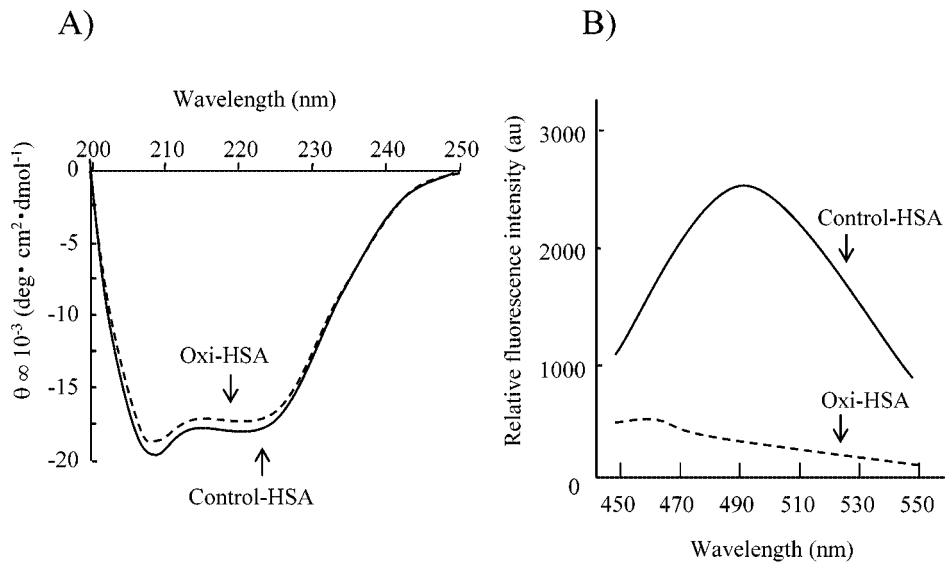 A)
Wavelength (nm)
200 210 220 230 240 250
0
-5
-10
-15
-20
θ ∞ 10⁻³ (deg• cm²•dmol⁻¹)
Oxi-HSA
Control-HSA
B)
Relative fluorescence intensity (au)
3000
2000
1000
0
Control-HSA
Oxi-HSA
450 470 490 510 530 550
Wavelength (nm)